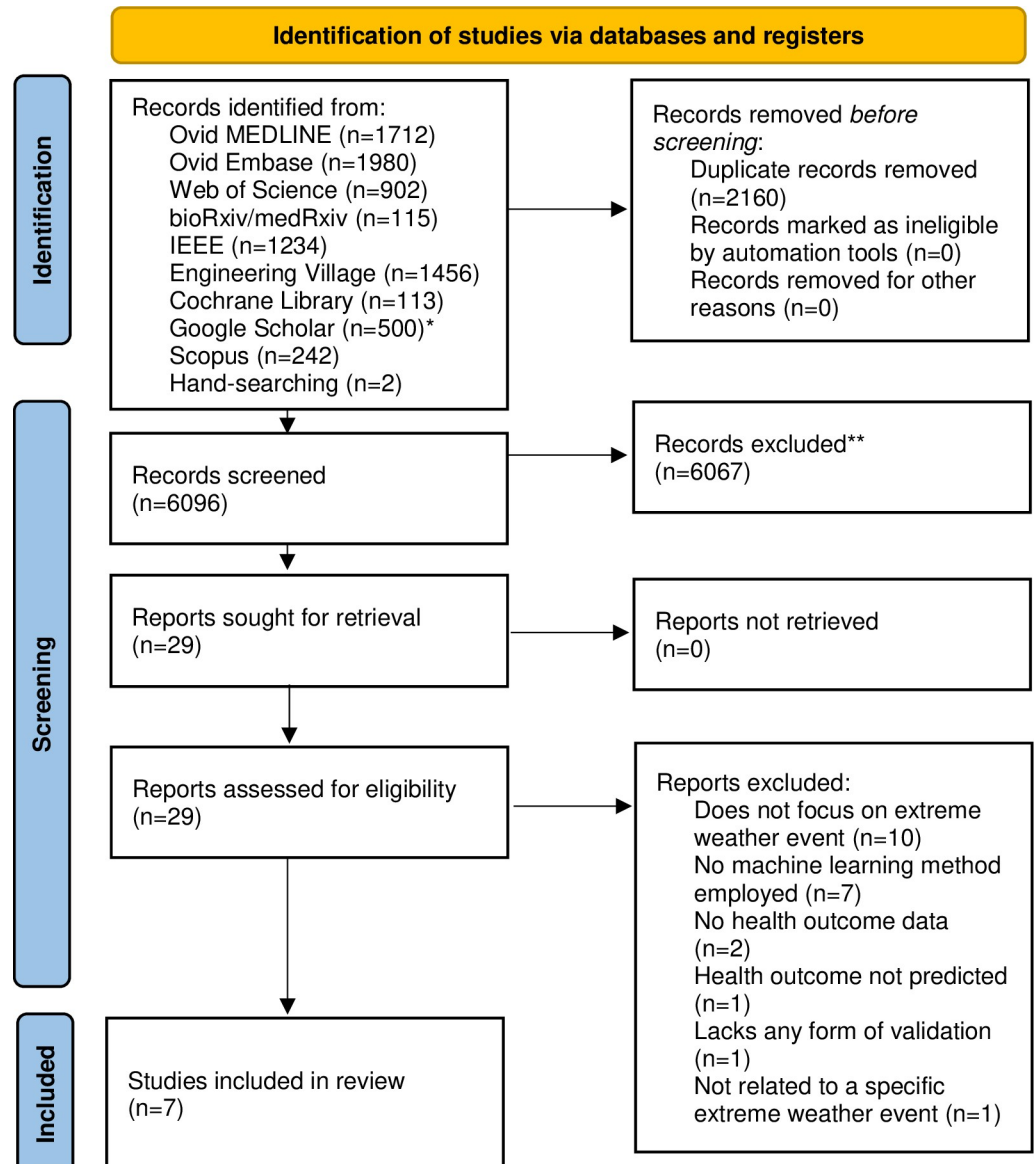 Identification of studies via databases and registers
Identification
Records identified from:
Ovid MEDLINE (n=1712)
Ovid Embase (n=1980)
Web of Science (n=902)
bioRxiv/medRxiv (n=115)
IEEE (n=1234)
Engineering Village (n=1456)
Cochrane Library (n=113)
Google Scholar (n=500)*
Scopus (n=242)
Hand-searching (n=2)
Records removed before
screening:
Duplicate records removed
(n=2160)
Records marked as ineligible
by automation tools (n=0)
Records removed for other
reasons (n=0)
Screening
Records screened
(n=6096)
Records excluded**
(n=6067)
Reports sought for retrieval
(n=29)
Reports not retrieved
(n=0)
Reports assessed for eligibility
(n=29)
Reports excluded:
Does not focus on extreme
weather event (n=10)
No machine learning method
employed (n=7)
No health outcome data
(n=2)
Health outcome not predicted
(n=1)
Lacks any form of validation
(n=1)
Not related to a specific
extreme weather event (n=1)
Included
Studies included in review
(n=7)